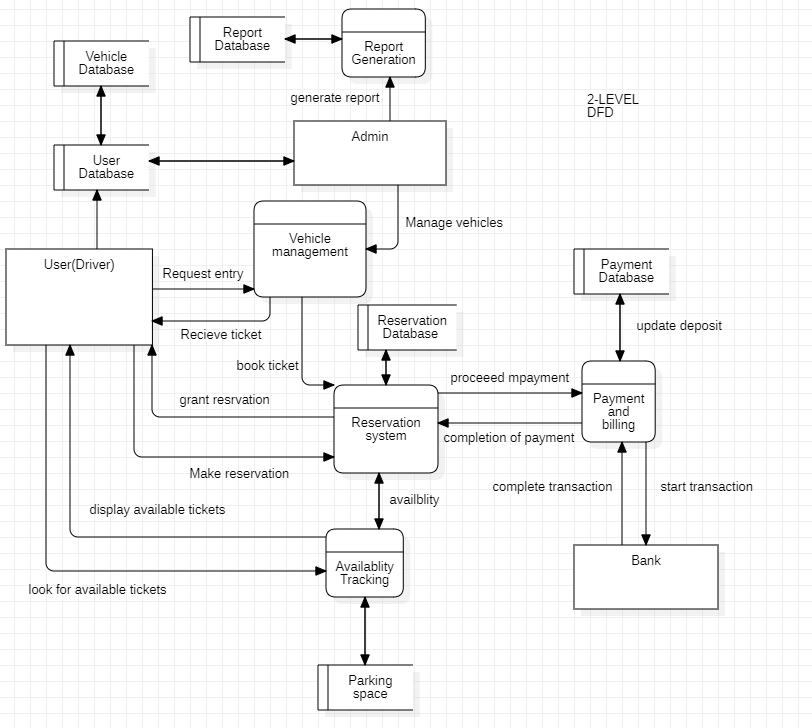 Report
Database
Report
Generation
Vehicle
Database
generate report
2-LEVEL
DFD
Admin
User
Database
Manage vehicles
Vehicle
management
User(Driver)
Request entry
Payment
Database
Recieve ticket
Reservation
Database
update deposit
book ticket
proceeed mpayment
grant resrvation
Payment
and
billing
Reservation
system
completion of payment
Make reservation
complete transaction
start transaction
availblity
display available tickets
Bank
Availablity
Tracking
look for available tickets
Parking
space